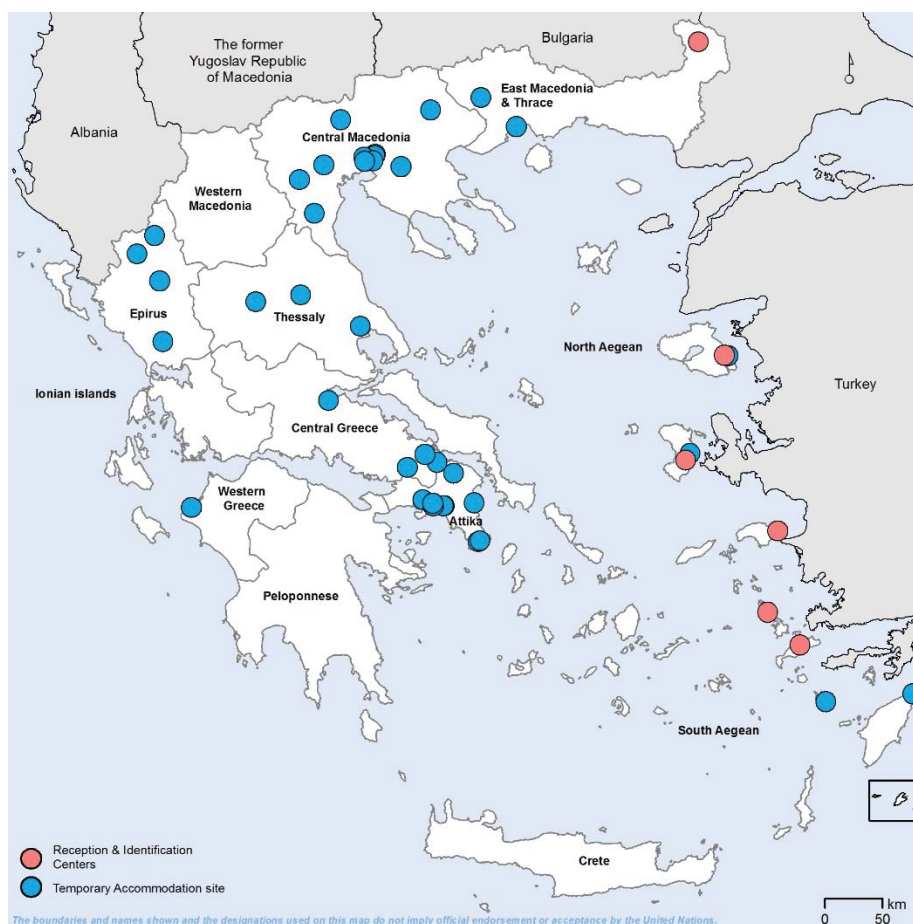 Bulgaria
The former
Yugoslav Republic
of Macedonia
East Macedonia
& Thrace
Albania
Central Macedonia
Western
Macedonia
Epirus
Thessaly
North Aegean
Turkey
Ionian islands
Central Greece
Western
Greece
Attika
Peloponnese
South Aegean
Crete
Reception & Identification
Centers
Temporary Accommodation site
km
0 50
The boundaries and names shown and the designations used on this map do not imply official endorsement or acceptance by the United Nations.